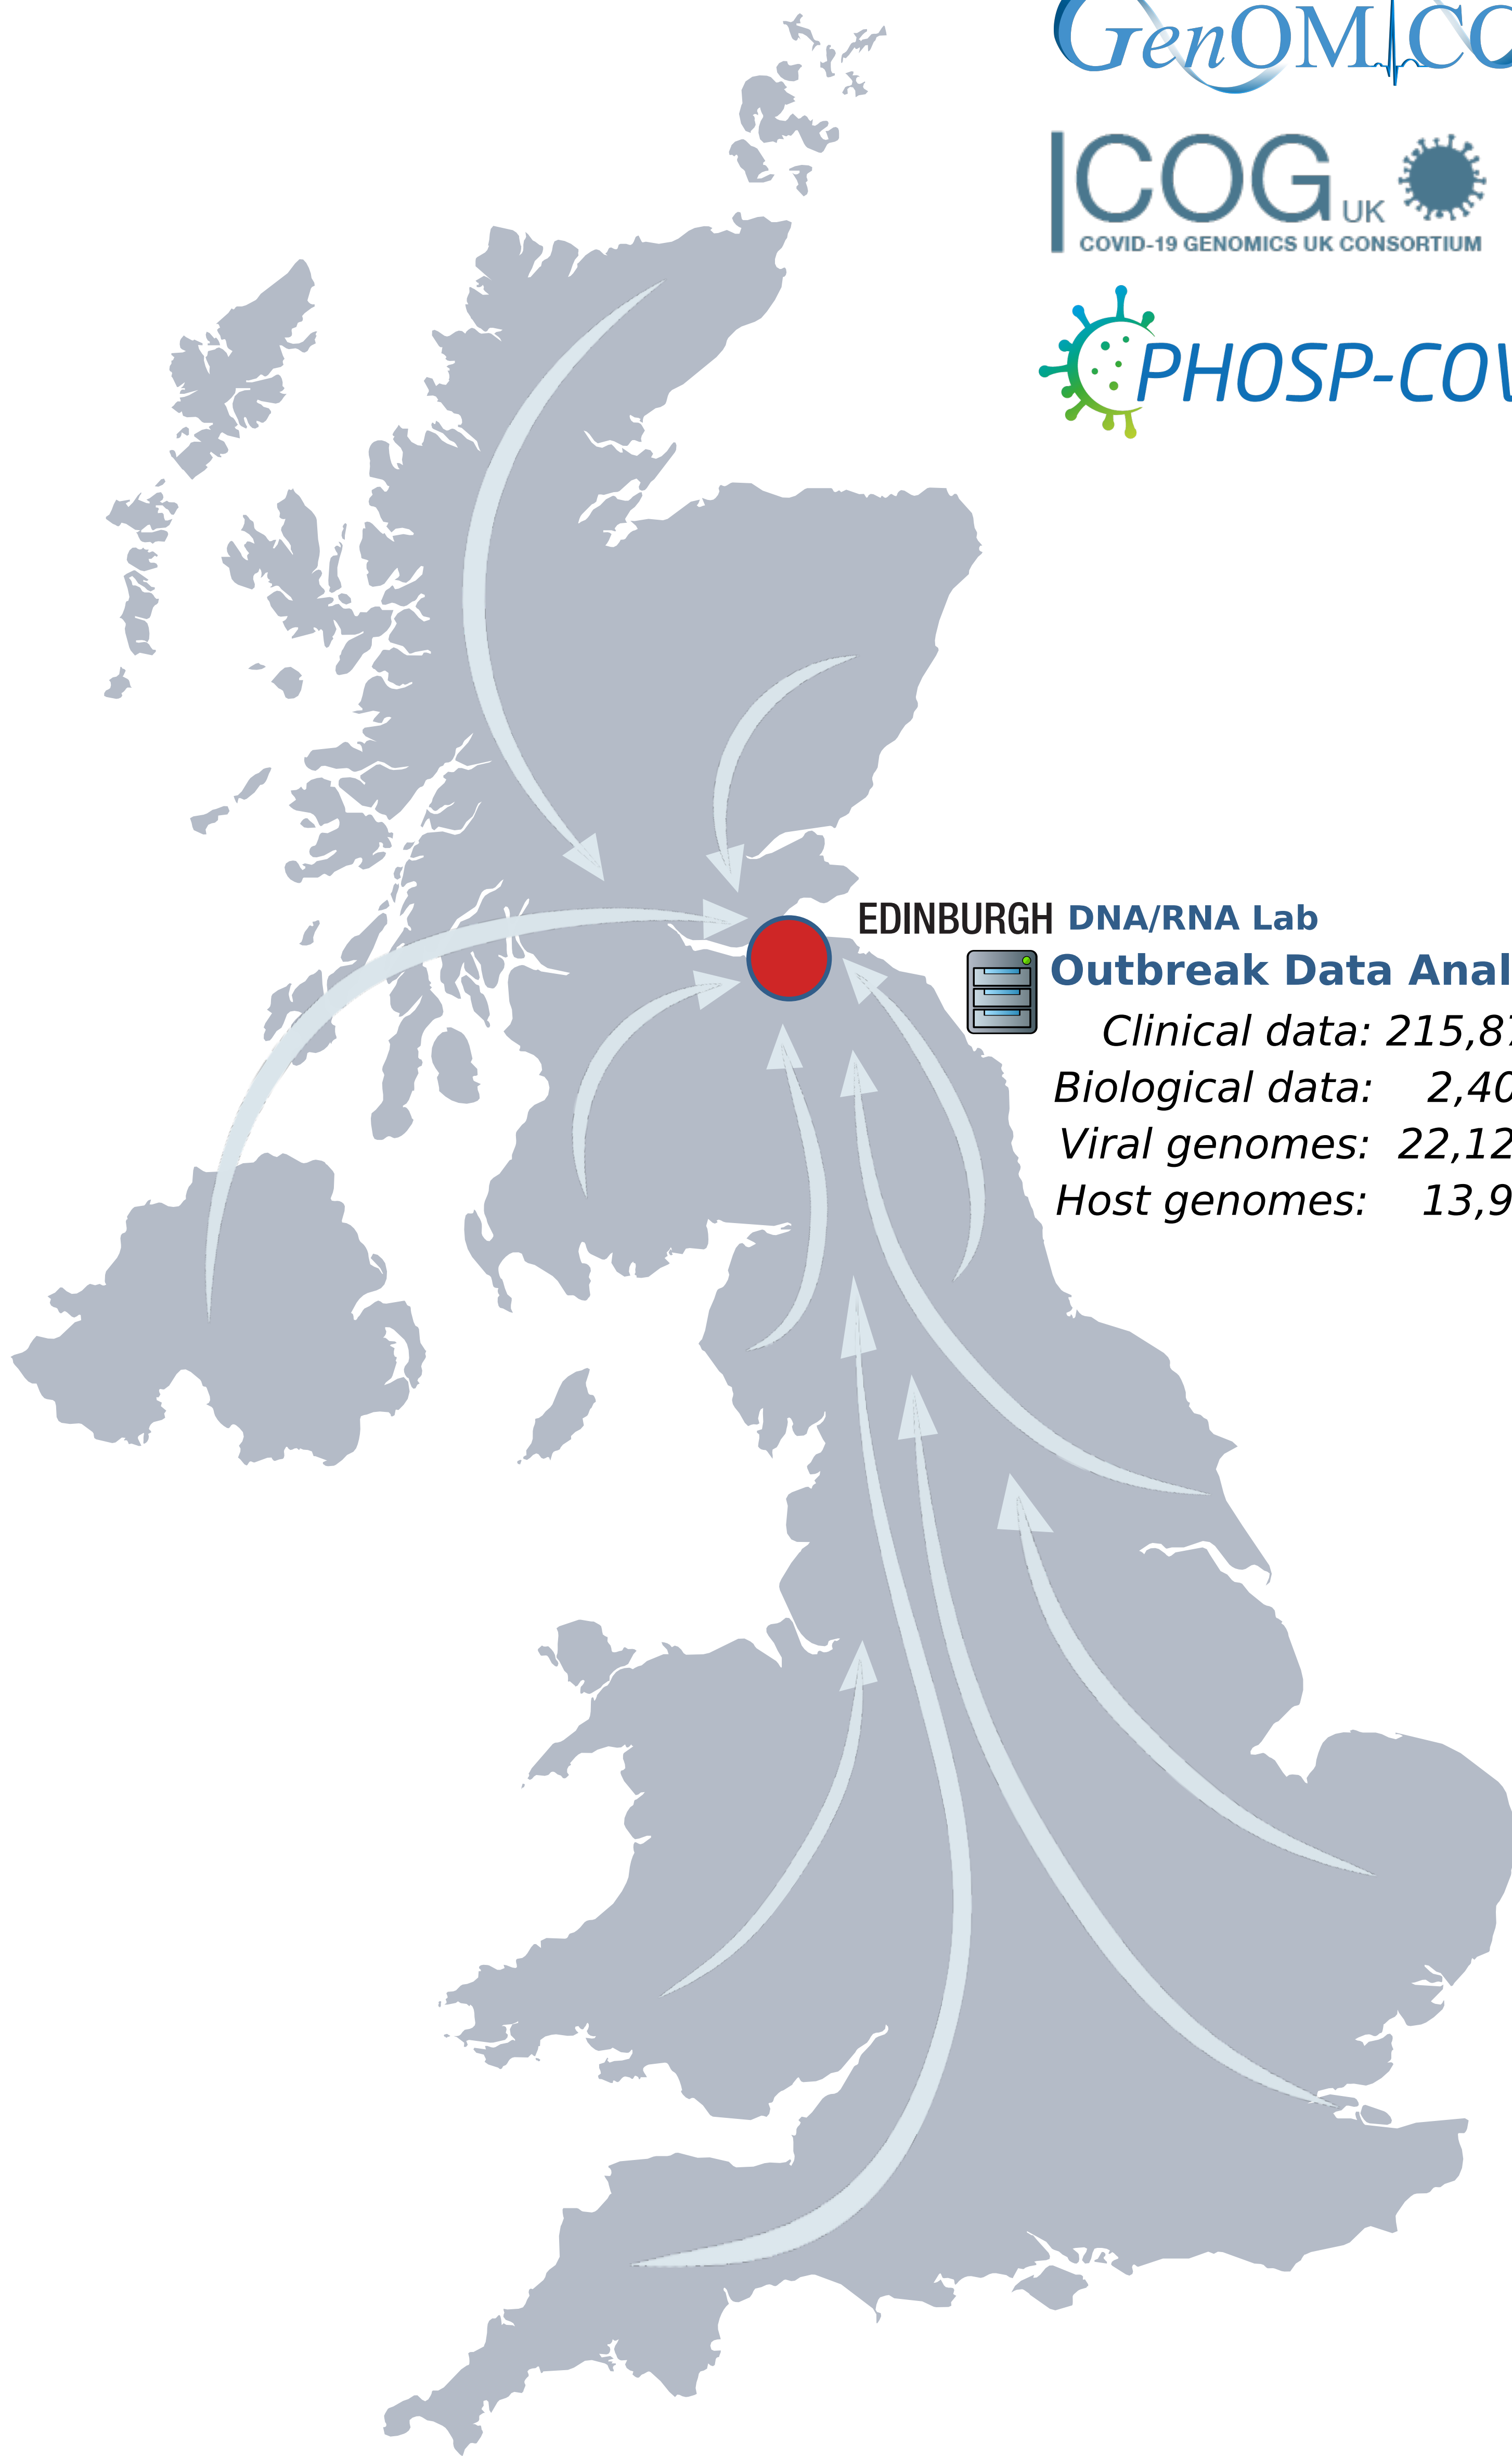 GenOMICC
COG UK
COVID-19 GENOMICS UK CONSORTIUM
PHOSP-COV
EDINBURGH DNA/RNA Lab
Outbreak Data Anal
Clinical data: 215,87
Biological data: 2,40
Viral genomes: 22,12
Host genomes: 13,9